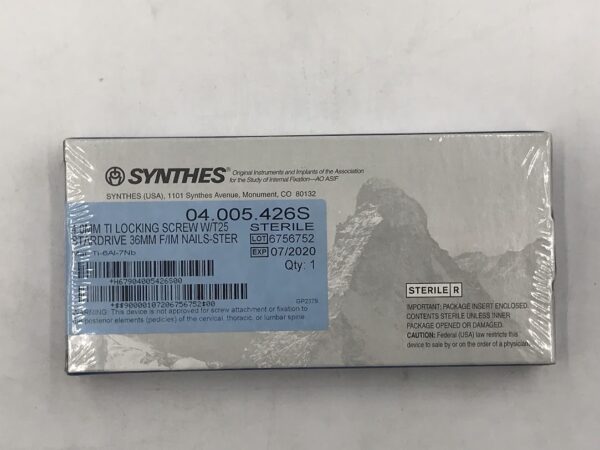 SYNTHES®
Original Instruments and Implants of the Association
for the Study of Internal Fixation—AO ASIF
SYNTHES (USA), 1101 Synthes Avenue, Monument, CO 80132
04.005.426S
MM TI LOCKING SCREW W/T25
STERILE
STARDRIVE 36MM F/IM NAILS-STER
LOT 6756752
Ti-6Al-7Nb
EXP 07/2020
Qty: 1
+H67904005426S00
GP2375
WARNING: This device is not approved for screw attachment or fixation to
posterior elements (pedicles) of the cervical, thoracic, or lumbar spine.
STERILE R
IMPORTANT: PACKAGE INSERT ENCLOSED.
CONTENTS STERILE UNLESS INNER
PACKAGE OPENED OR DAMAGED.
CAUTION: Federal (USA) law restricts this
device to sale by or on the order of a physician.